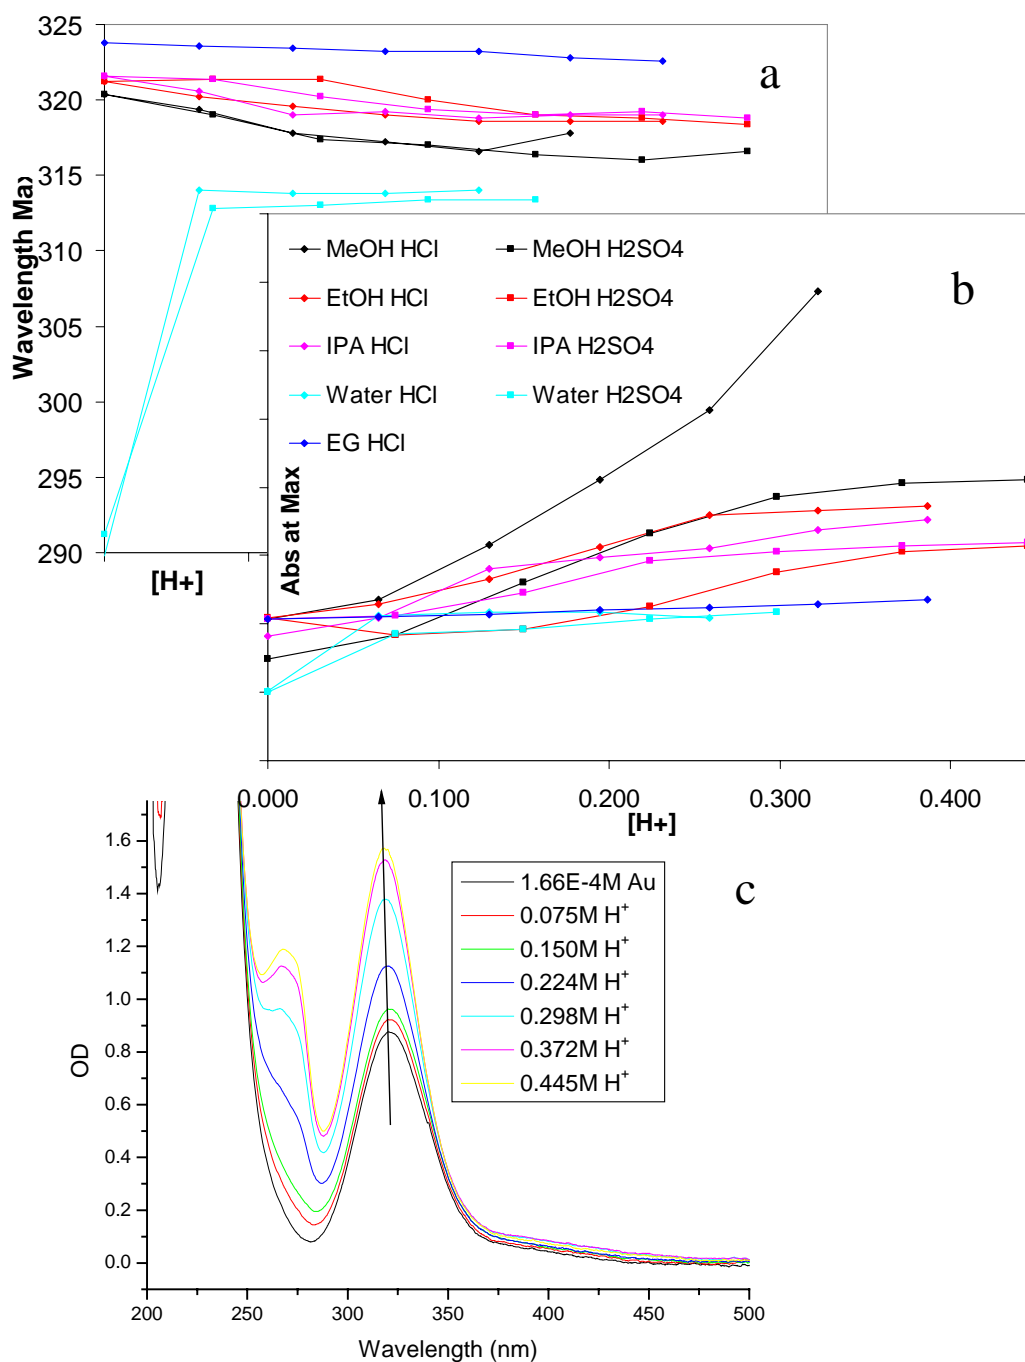 325
320
315
310
305
300
295
290
Wavelength Max
[H+]
a
MeOH HCl
MeOH H2SO4
EtOH HCl
EtOH H2SO4
IPA HCl
IPA H2SO4
Water HCl
Water H2SO4
EG HCl
b
Abs at Max
0.000
0.100
0.200
0.300
0.400
[H+]
c
1.66E-4M Au
0.075M H+
0.150M H+
0.224M H+
0.298M H+
0.372M H+
0.445M H+
1.6
1.4
1.2
1.0
0.8
0.6
0.4
0.2
0.0
OD
200
250
300
350
400
450
500
Wavelength (nm)